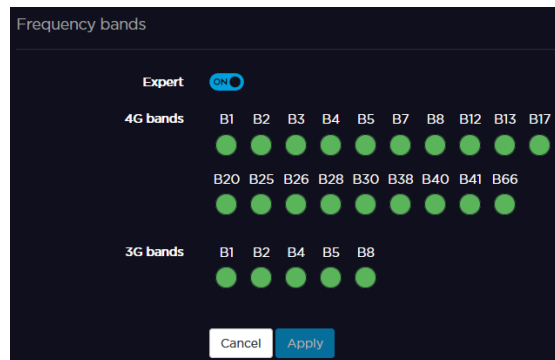 Frequency bands
Expert ON
4G bands B1 B2 B3 B4 B5 B7 B8 B12 B13 B17
B20 B25 B26 B28 B30 B38 B40 B41 B66
3G bands B1 B2 B4 B5 B8
Cancel Apply